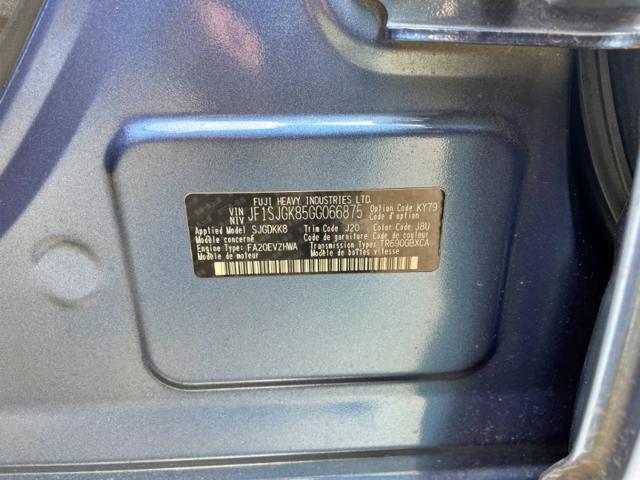 FUJI HEAVY INDUSTRIES LTD.
VIN NIV JF1SJGK85GG066875 Option Code KY79
Code d'option
Applied Model SJGDKK8 Trim Code J20 Color Code J8U
Modèle concerné Code de garniture Code de couleur
Engine Type: FA20EVZHWA Transmission Type: TR690GBXCA
Modèle de moteur Modèle de boîtes vitesse